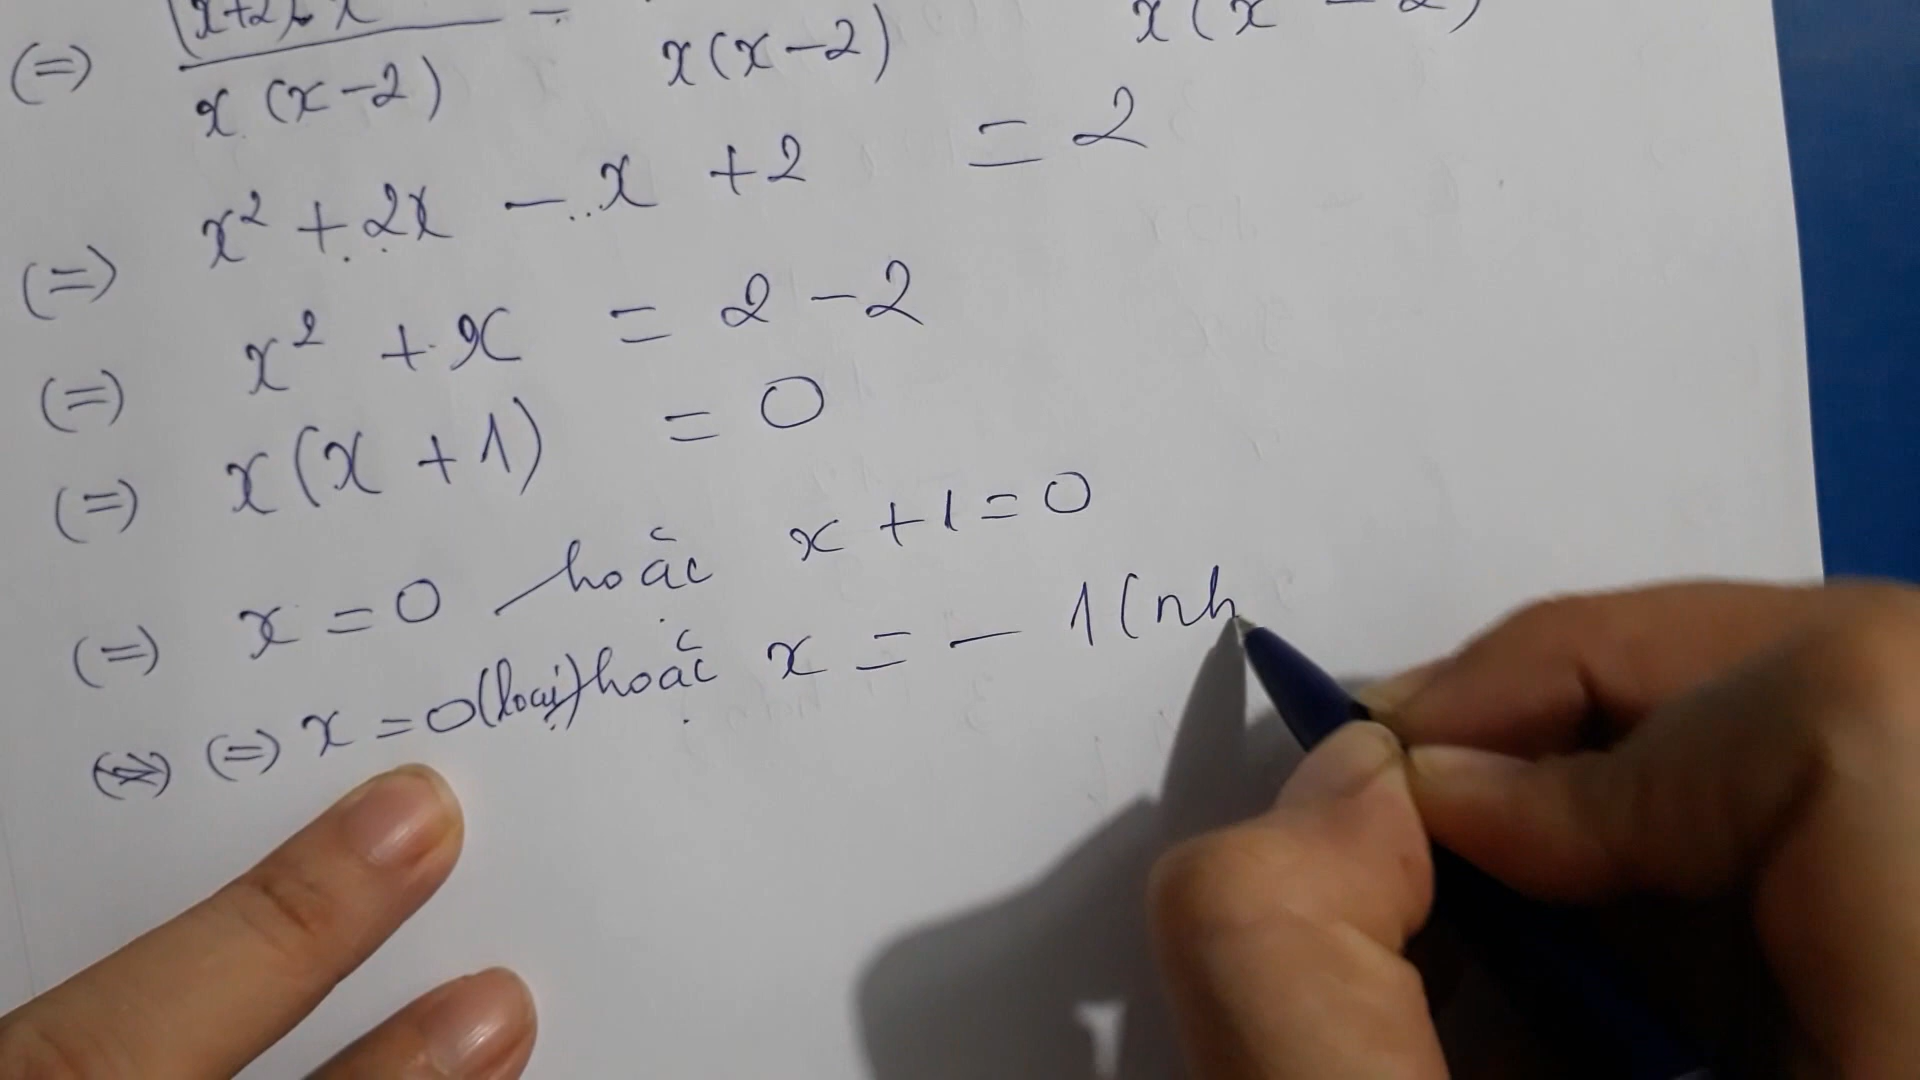 (=) (x+2).x / x(x-2) - / x(x-2) x(x-2)
(=) x² + 2x - x + 2 = 2
(=) x² + x = 2 - 2
(=) x(x + 1) = 0
(=) x = 0 hoặc x + 1 = 0
(=) x = 0 (loại) hoặc x = - 1 (nh